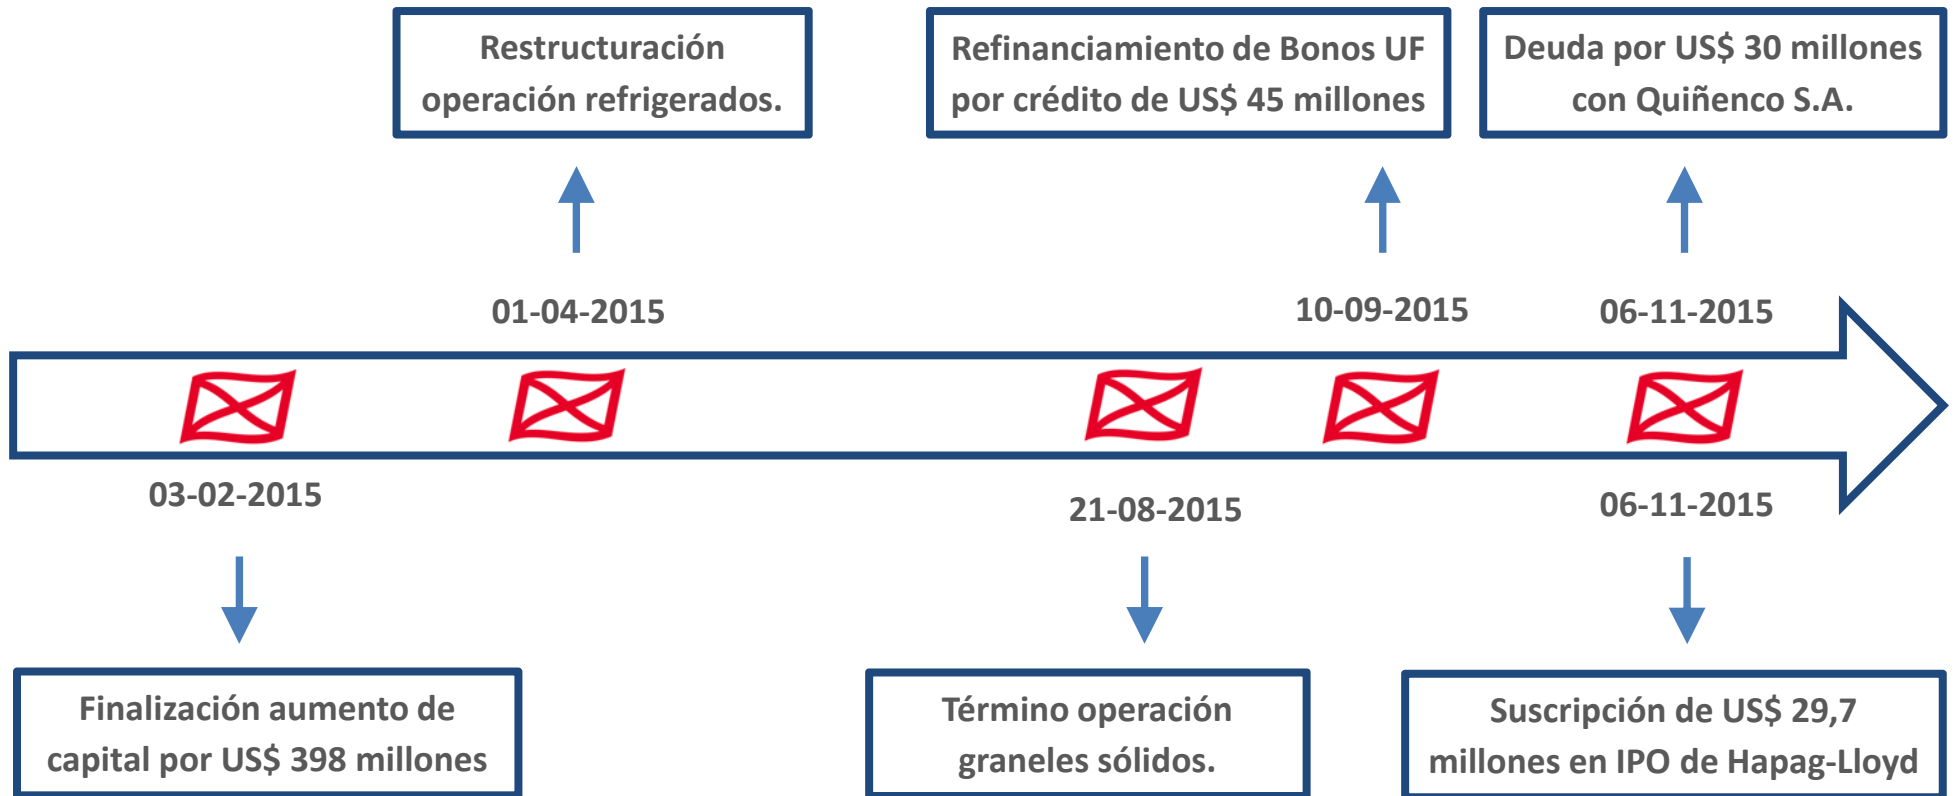 Restructuración
operación refrigerados.
Refinanciamiento de Bonos UF
por crédito de US$ 45 millones
Deuda por US$ 30 millones
con Quiñenco S.A.
01-04-2015
10-09-2015
06-11-2015
03-02-2015
21-08-2015
06-11-2015
Finalización aumento de
capital por US$ 398 millones
Término operación
graneles sólidos.
Suscripción de US$ 29,7
millones en IPO de Hapag-Lloyd